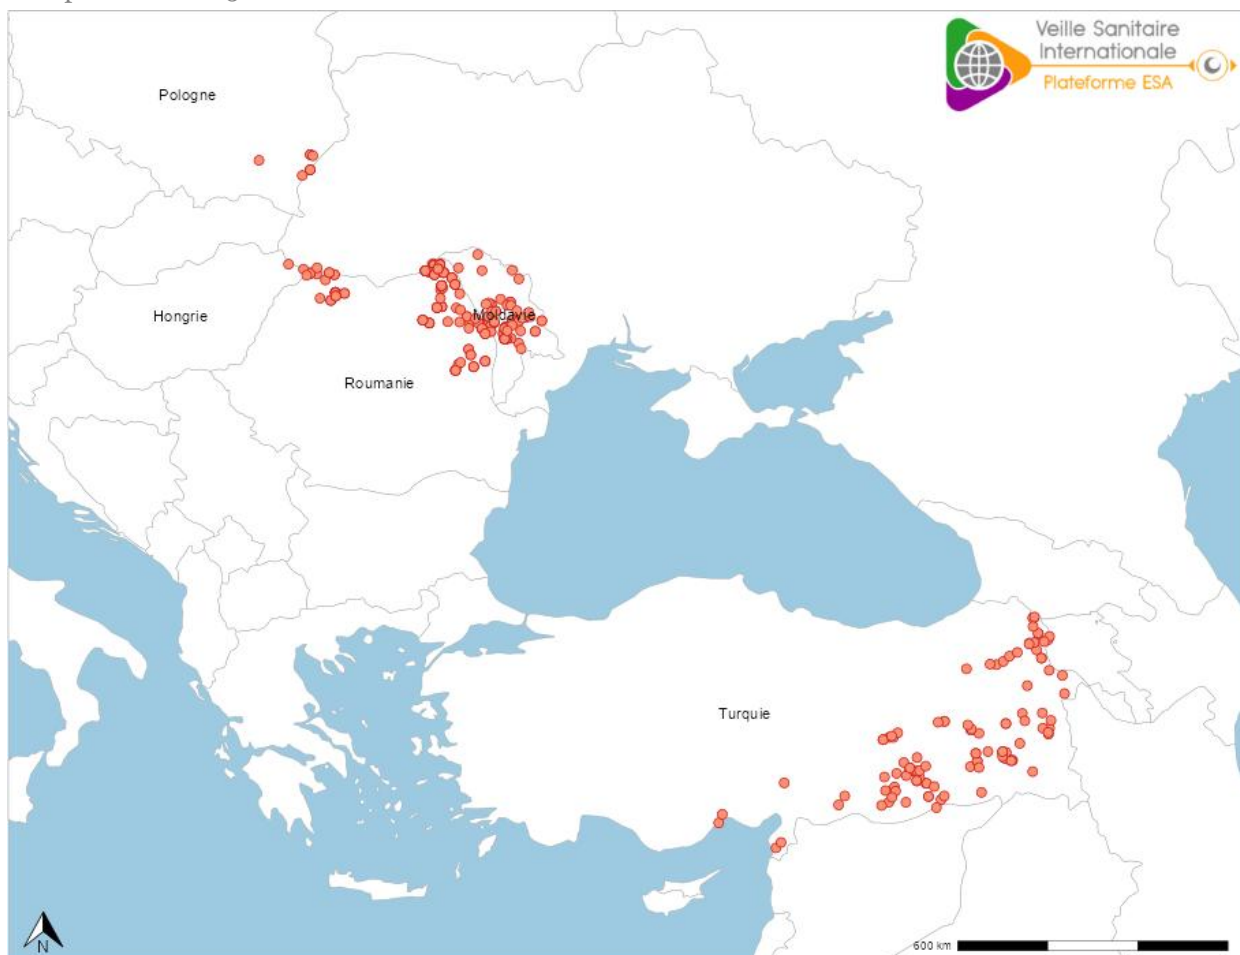 Veille Sanitaire
Internationale
Plateforme ESA
Pologne
Hongrie
Moldavie
Roumanie
Turquie
N
600 km